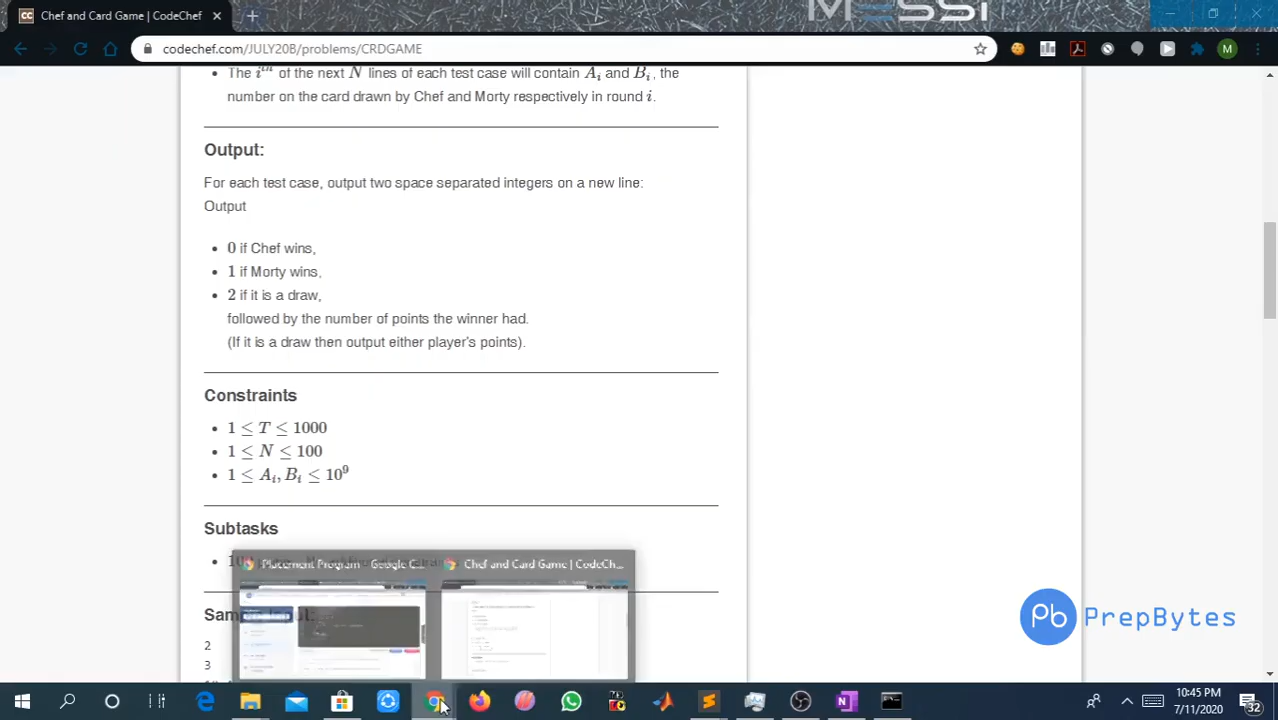 Chef and Card Game | CodeChef
MESSI
codechef.com/JULY20B/problems/CRDGAME
M
The iᵗʰ of the next N lines of each test case will contain Aᵢ and Bᵢ, the
number on the card drawn by Chef and Morty respectively in round i.
Output:
For each test case, output two space separated integers on a new line:
Output
0 if Chef wins,
1 if Morty wins,
2 if it is a draw,
followed by the number of points the winner had.
(If it is a draw then output either player's points).
Constraints
1 ≤ T ≤ 1000
1 ≤ N ≤ 100
1 ≤ Aᵢ, Bᵢ ≤ 10⁹
Subtasks
Placement Program - Google C...
Chef and Card Game | CodeCh...
Sample Input:
2
3
Pb PrepBytes
10:45 PM
7/11/2020
32